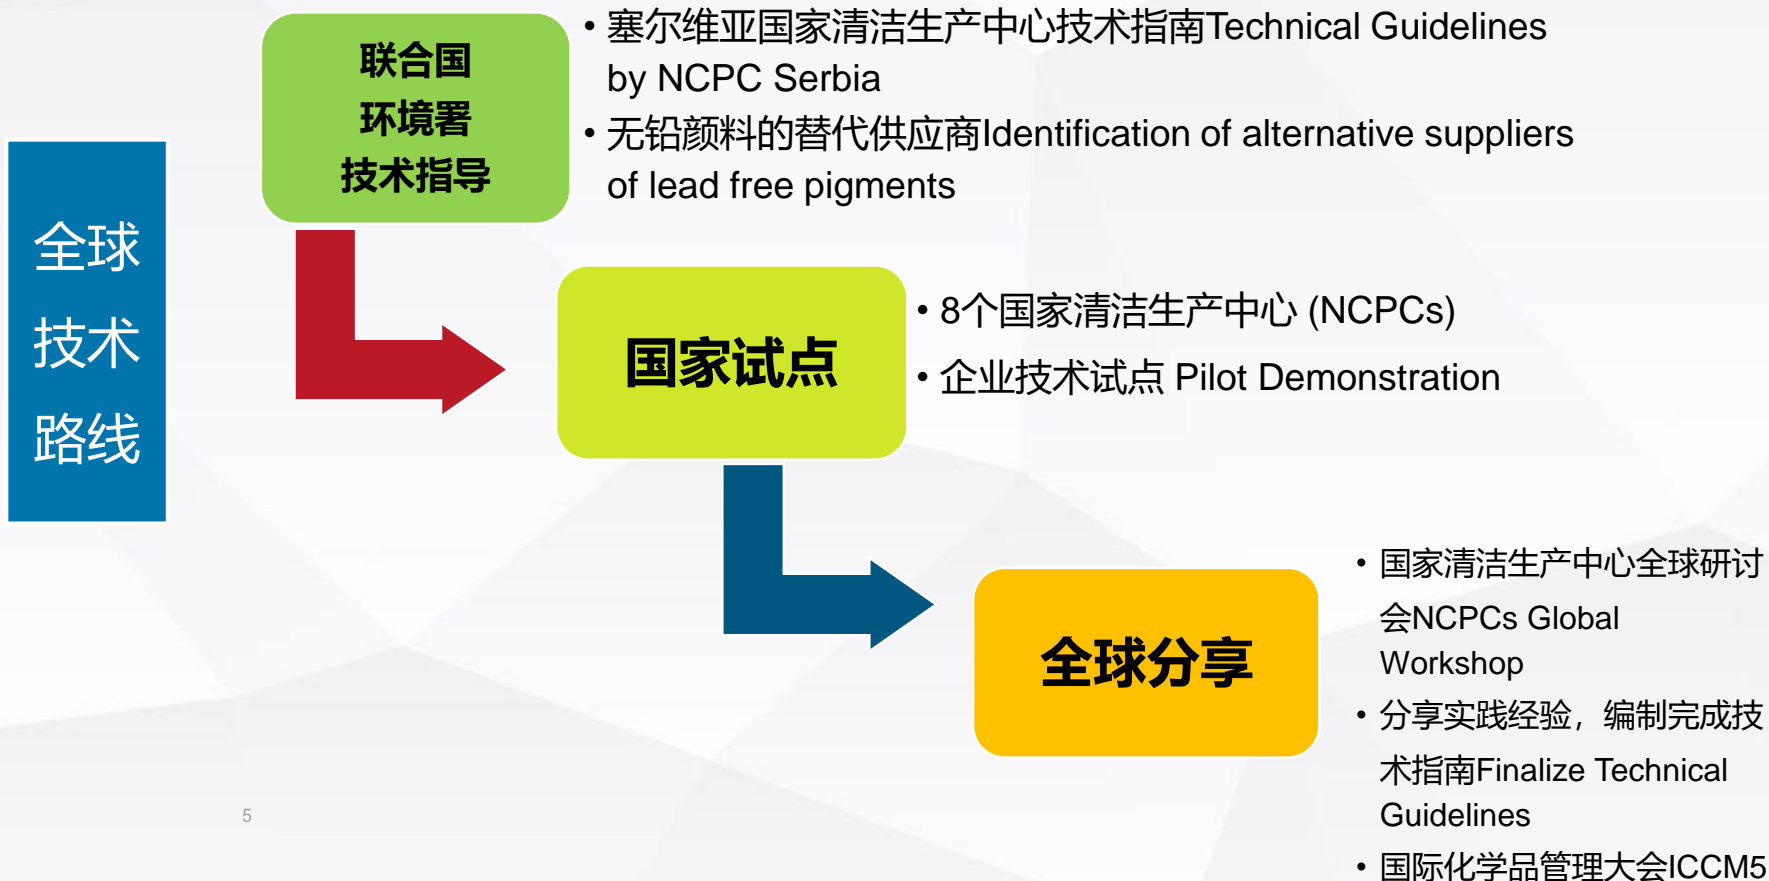 全球
技术
路线
联合国
环境署
技术指导
• 塞尔维亚国家清洁生产中心技术指南Technical Guidelines
by NCPC Serbia
• 无铅颜料的替代供应商Identification of alternative suppliers
of lead free pigments
国家试点
• 8个国家清洁生产中心 (NCPCs)
• 企业技术试点 Pilot Demonstration
全球分享
• 国家清洁生产中心全球研讨
会NCPCs Global
Workshop
• 分享实践经验，编制完成技
术指南Finalize Technical
Guidelines
• 国际化学品管理大会ICCM5
5